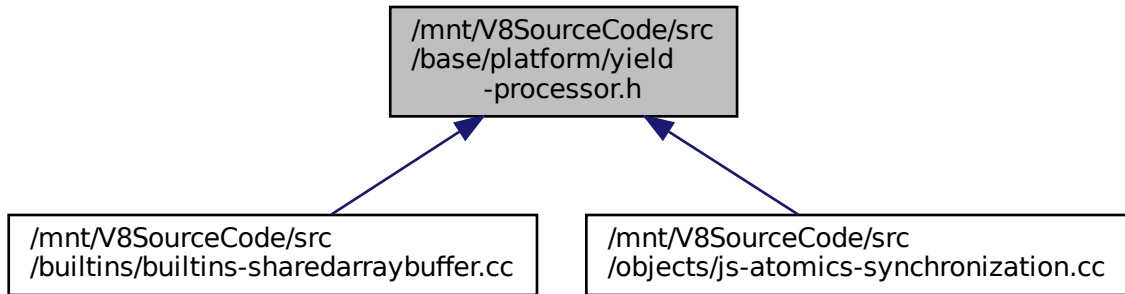 /mnt/V8SourceCode/src
/base/platform/yield
-processor.h
/mnt/V8SourceCode/src
/builtins/builtins-sharedarraybuffer.cc
/mnt/V8SourceCode/src
/objects/js-atomics-synchronization.cc